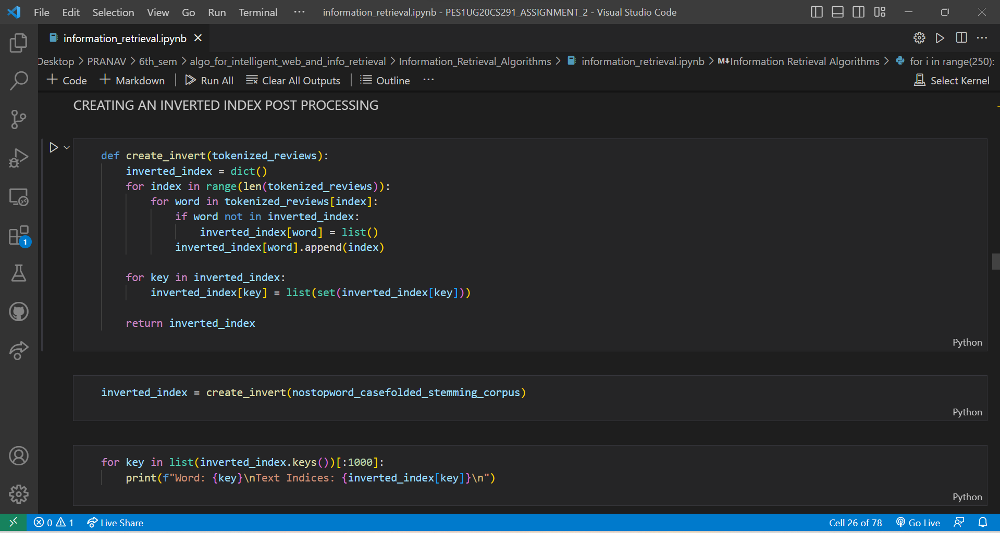 File Edit Selection View Go Run Terminal ··· information_retrieval.ipynb - PES1UG20CS291_ASSIGNMENT_2 - Visual Studio Code
information_retrieval.ipynb
Desktop > PRANAV > 6th_sem > algo_for_intelligent_web_and_info_retrieval > Information_Retrieval_Algorithms > information_retrieval.ipynb > M↓Information Retrieval Algorithms > for i in range(250):
+ Code + Markdown | Run All Clear All Outputs | Outline ··· Select Kernel
CREATING AN INVERTED INDEX POST PROCESSING
def create_invert(tokenized_reviews):
    inverted_index = dict()
    for index in range(len(tokenized_reviews)):
        for word in tokenized_reviews[index]:
            if word not in inverted_index:
                inverted_index[word] = list()
            inverted_index[word].append(index)
    for key in inverted_index:
        inverted_index[key] = list(set(inverted_index[key]))
    return inverted_index
Python
inverted_index = create_invert(nostopword_casefolded_stemming_corpus)
Python
for key in list(inverted_index.keys())[:1000]:
    print(f"Word: {key}\nText Indices: {inverted_index[key]}\n")
Python
1
0 1 Live Share Cell 26 of 78 Go Live